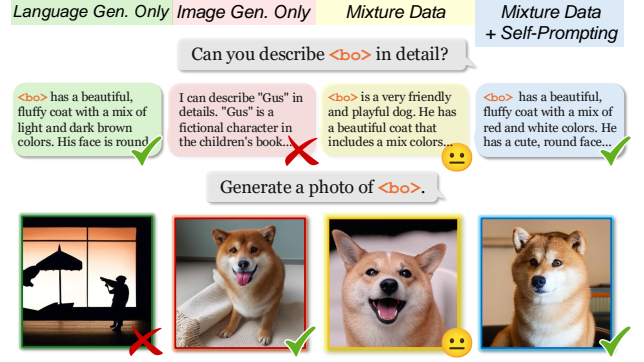 Language Gen. Only
Image Gen. Only
Mixture Data
Mixture Data
+ Self-Prompting
Can you describe <bo> in detail?
<bo> has a beautiful,
fluffy coat with a mix of
light and dark brown
colors. His face is round
I can describe "Gus" in
details. "Gus" is a
fictional character in
the children's book...
<bo> is a very friendly
and playful dog. He has
a beautiful coat that
includes a mix colors...
<bo> has a beautiful,
fluffy coat with a mix of
red and white colors. He
has a cute, round face...
Generate a photo of <bo>.